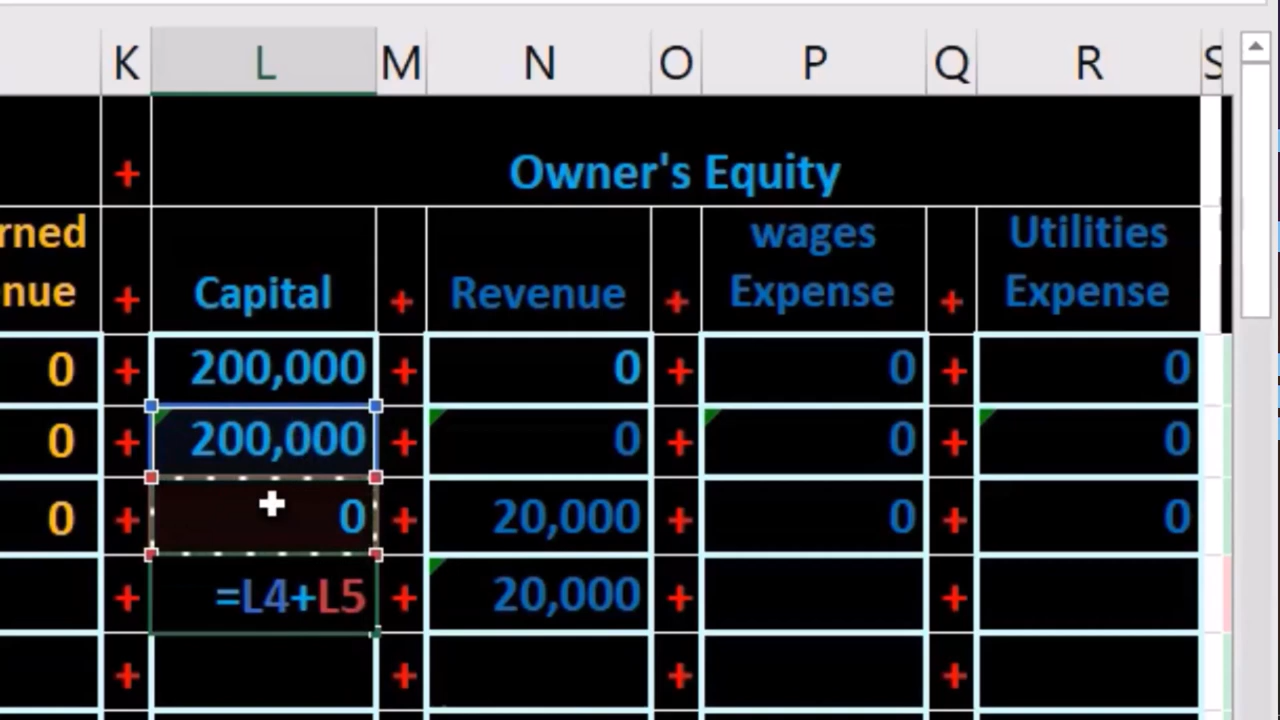 K L M N O P Q R S
+ Owner's Equity
rned wages Utilities
nue + Capital + Revenue + Expense + Expense
0 + 200,000 + 0 + 0 + 0
0 + 200,000 + 0 + 0 + 0
0 + 0 + 20,000 + 0 + 0
+ =L4+L5 + 20,000 + +
+ + + +